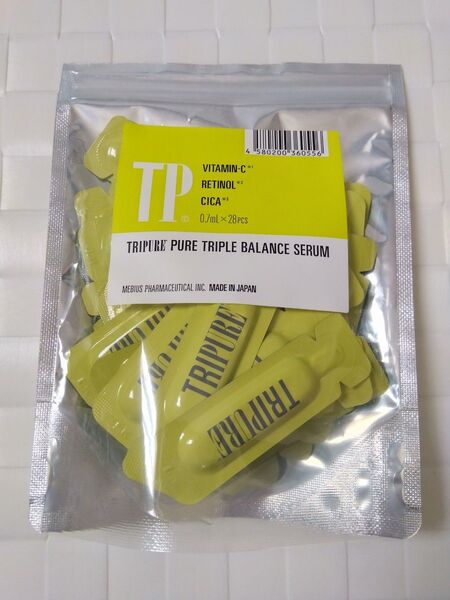 4 580200 360556
TP
VITAMIN-C※1
RETINOL※2
CICA※3
0.7mL×28PCS
TRIPURE PURE TRIPLE BALANCE SERUM
MEBIUS PHARMACEUTICAL INC. MADE IN JAPAN
TRIPURE
TRIPURE